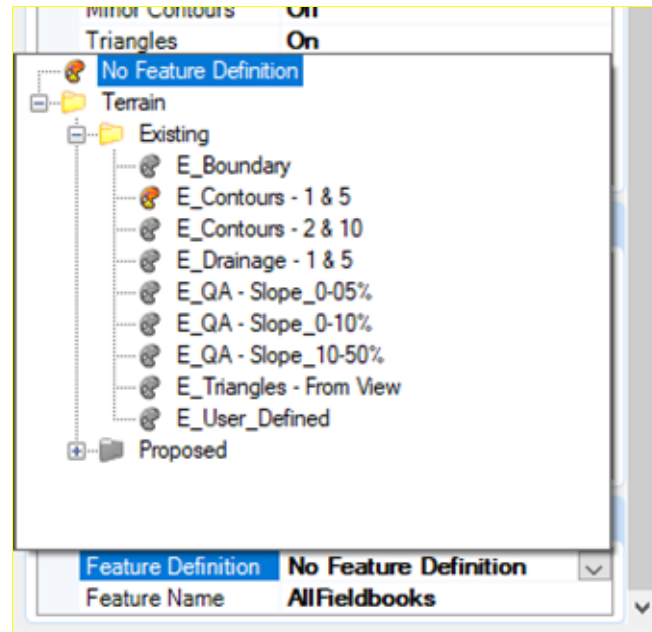 Minor Contours On
Triangles On
No Feature Definition
Terrain
Existing
E_Boundary
E_Contours - 1 & 5
E_Contours - 2 & 10
E_Drainage - 1 & 5
E_QA - Slope_0-05%
E_QA - Slope_0-10%
E_QA - Slope_10-50%
E_Triangles - From View
E_User_Defined
Proposed
Feature Definition No Feature Definition
Feature Name AllFieldbooks